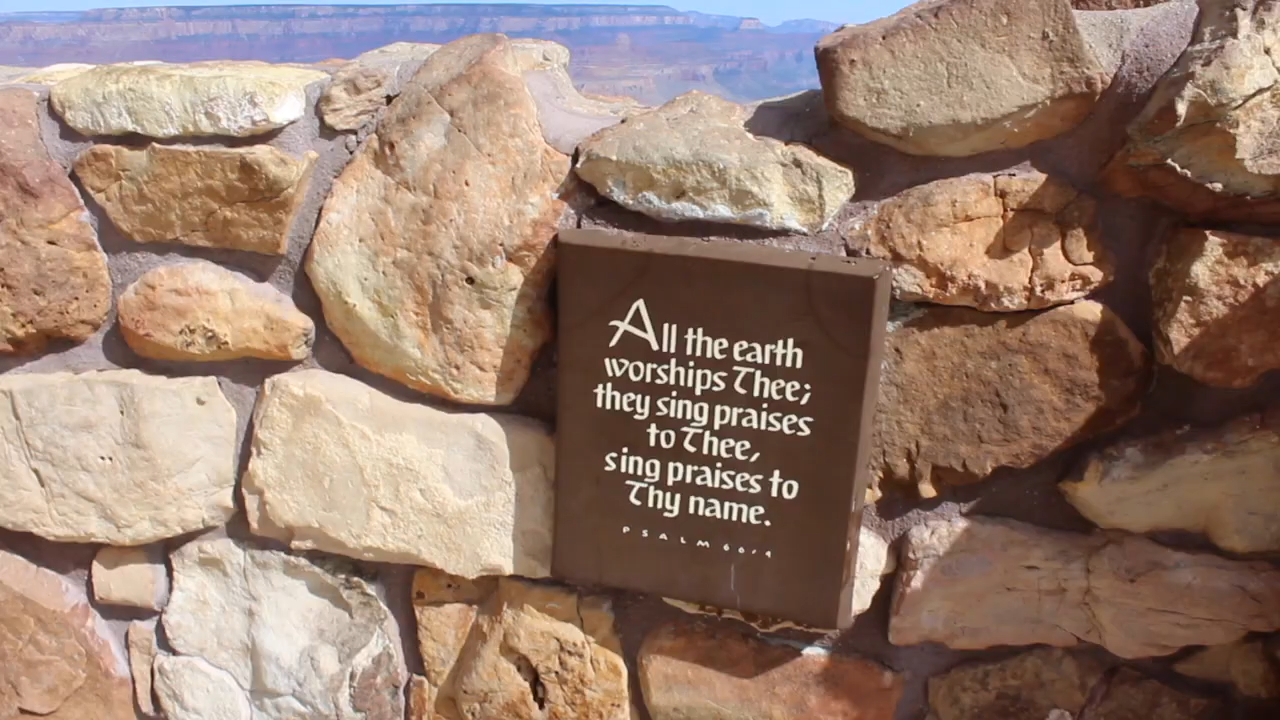 All the earth
worships Thee;
they sing praises
to Thee,
sing praises to
Thy name.
PSALM 66:4